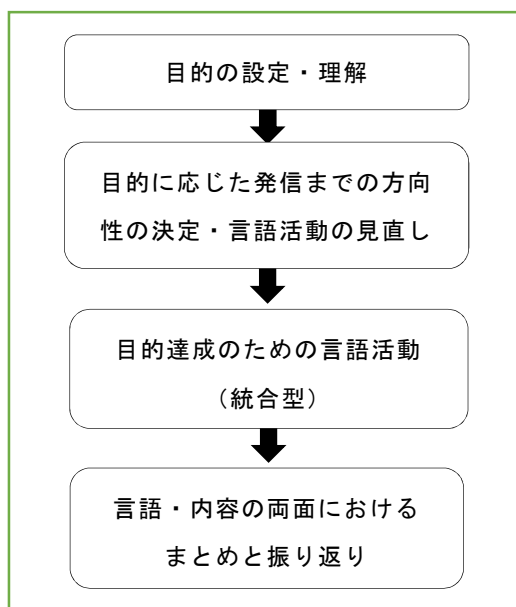 目的の設定・理解
目的に応じた発信までの方向
性の決定・言語活動の見直し
目的達成のための言語活動
（統合型）
言語・内容の両面における
まとめと振り返り